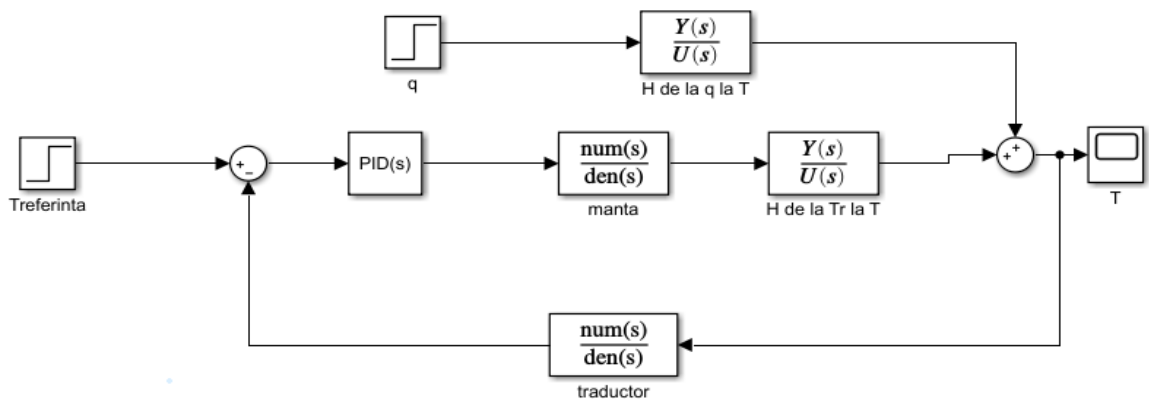 Y(s)
U(s)
q
H de la q la T
Treferinta
+
−
PID(s)
num(s)
den(s)
manta
Y(s)
U(s)
H de la Tr la T
+
+
T
num(s)
den(s)
traductor